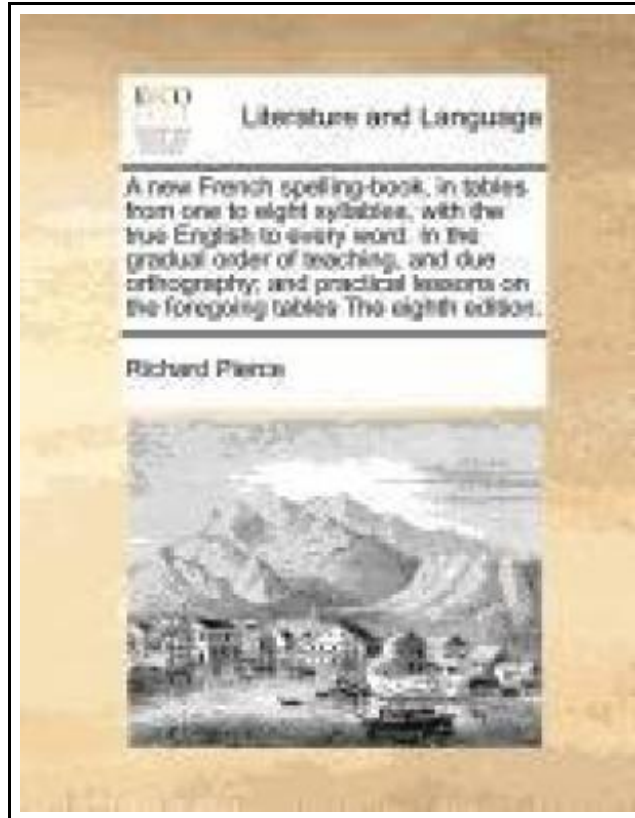 ECCO
Literature and Language
A new French spelling-book, in tables
from one to eight syllables, with the
true English to every word. In the
gradual order of teaching, and due
orthography; and practical lessons on
the foregoing tables The eighth edition.
Richard Pierce